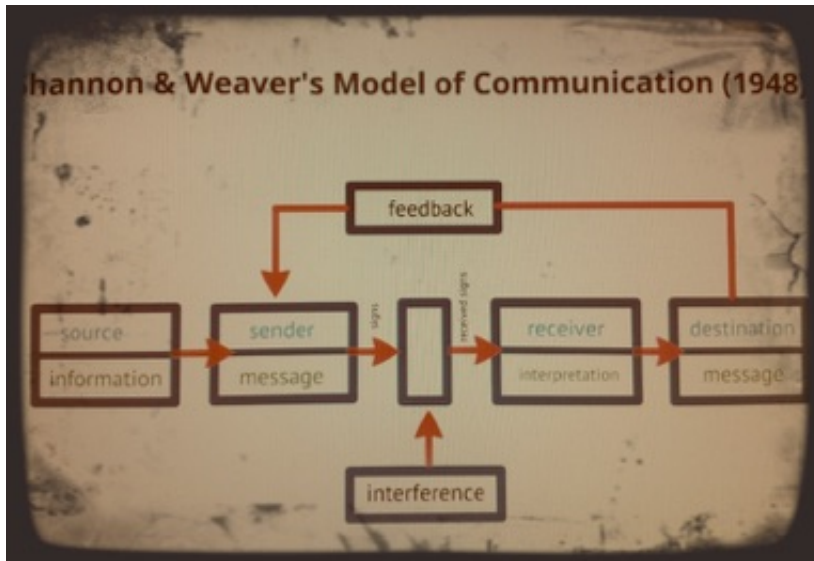 hannon & Weaver's Model of Communication (1948)
feedback
signs
received signs
source
sender
receiver
destination
information
message
interpretation
message
interference